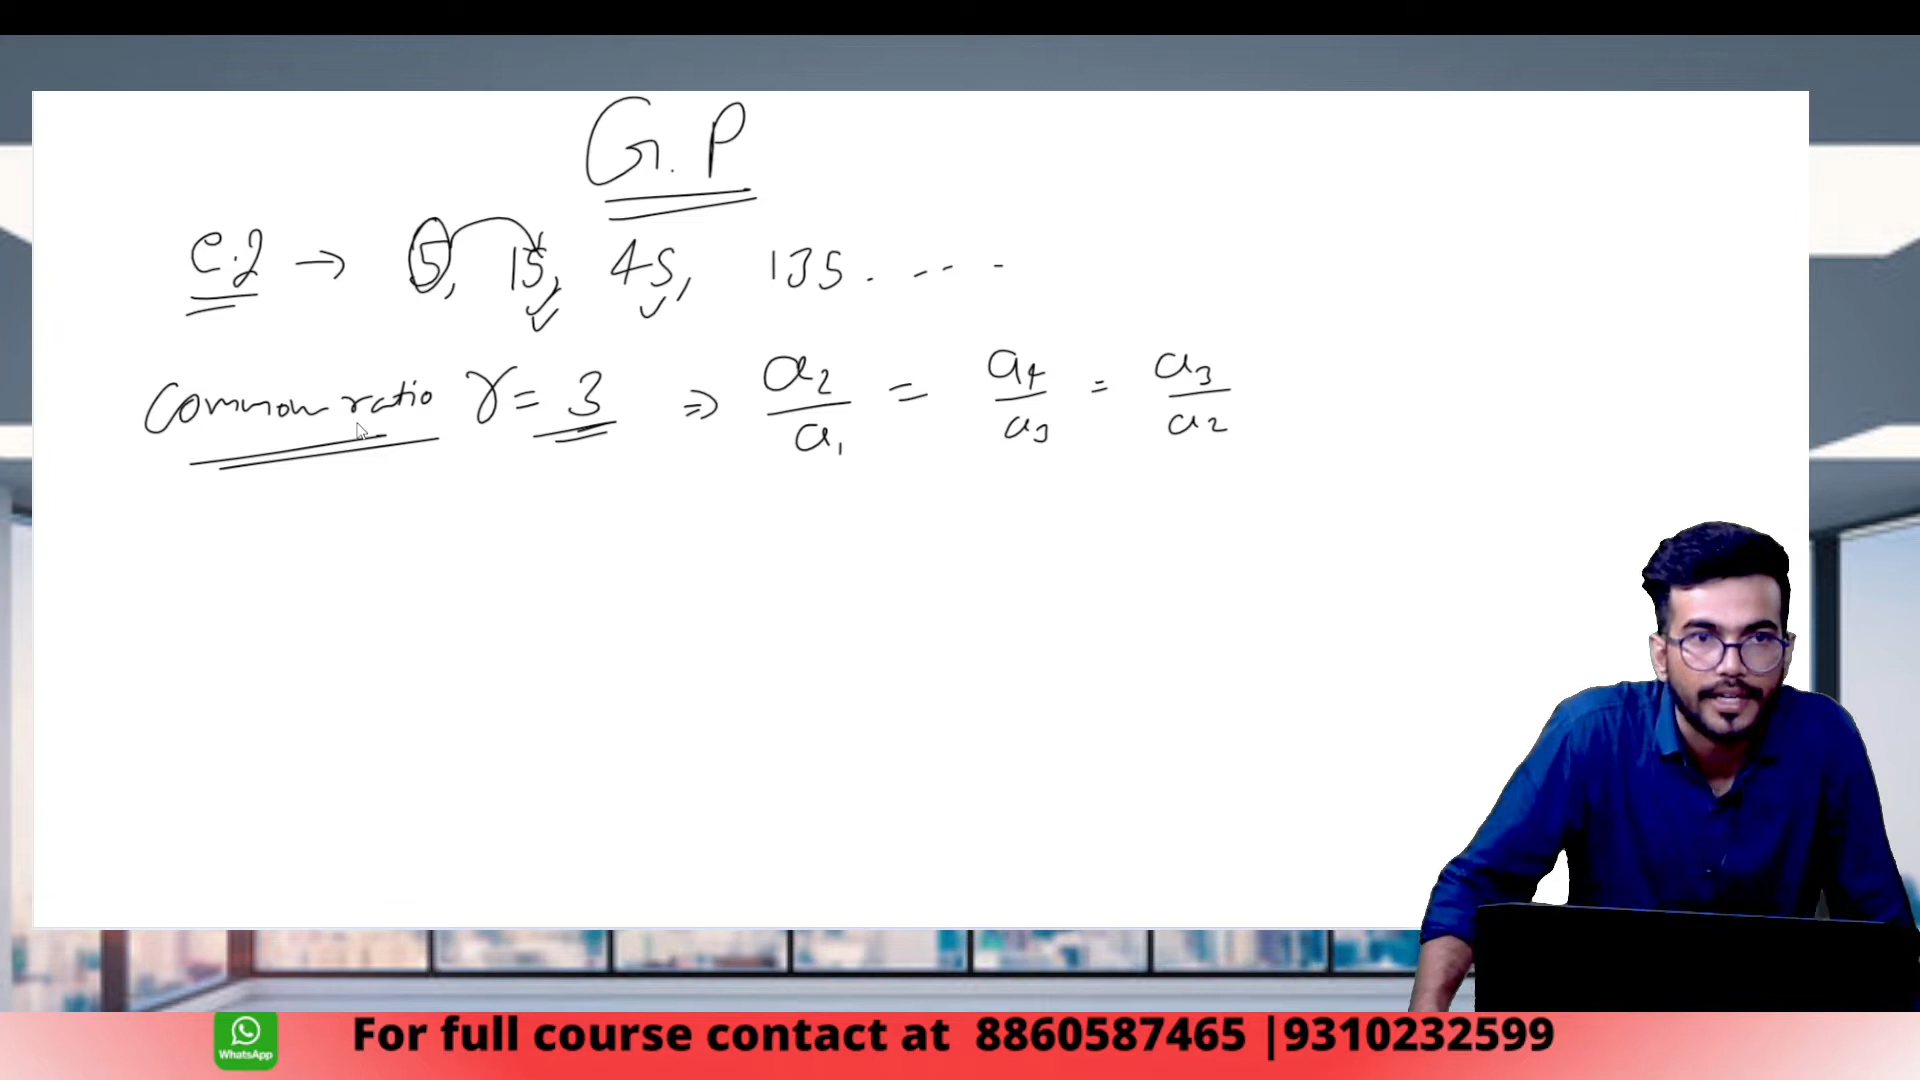 G.P
e.g → 5, 15, 45, 135. - - - -
Common ratio r = 3 ⇒ a₂/a₁ = a₄/a₃ = a₃/a₂
WhatsApp
For full course contact at 8860587465 |9310232599